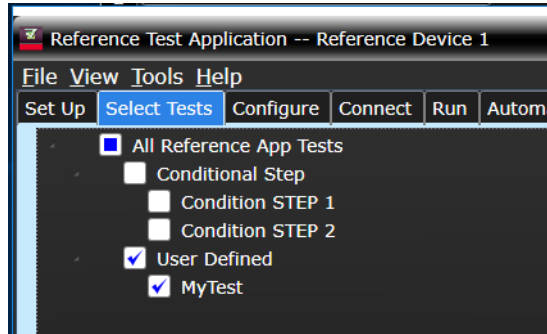 Reference Test Application -- Reference Device 1
File View Tools Help
Set Up Select Tests Configure Connect Run Autom
All Reference App Tests
Conditional Step
Condition STEP 1
Condition STEP 2
User Defined
MyTest